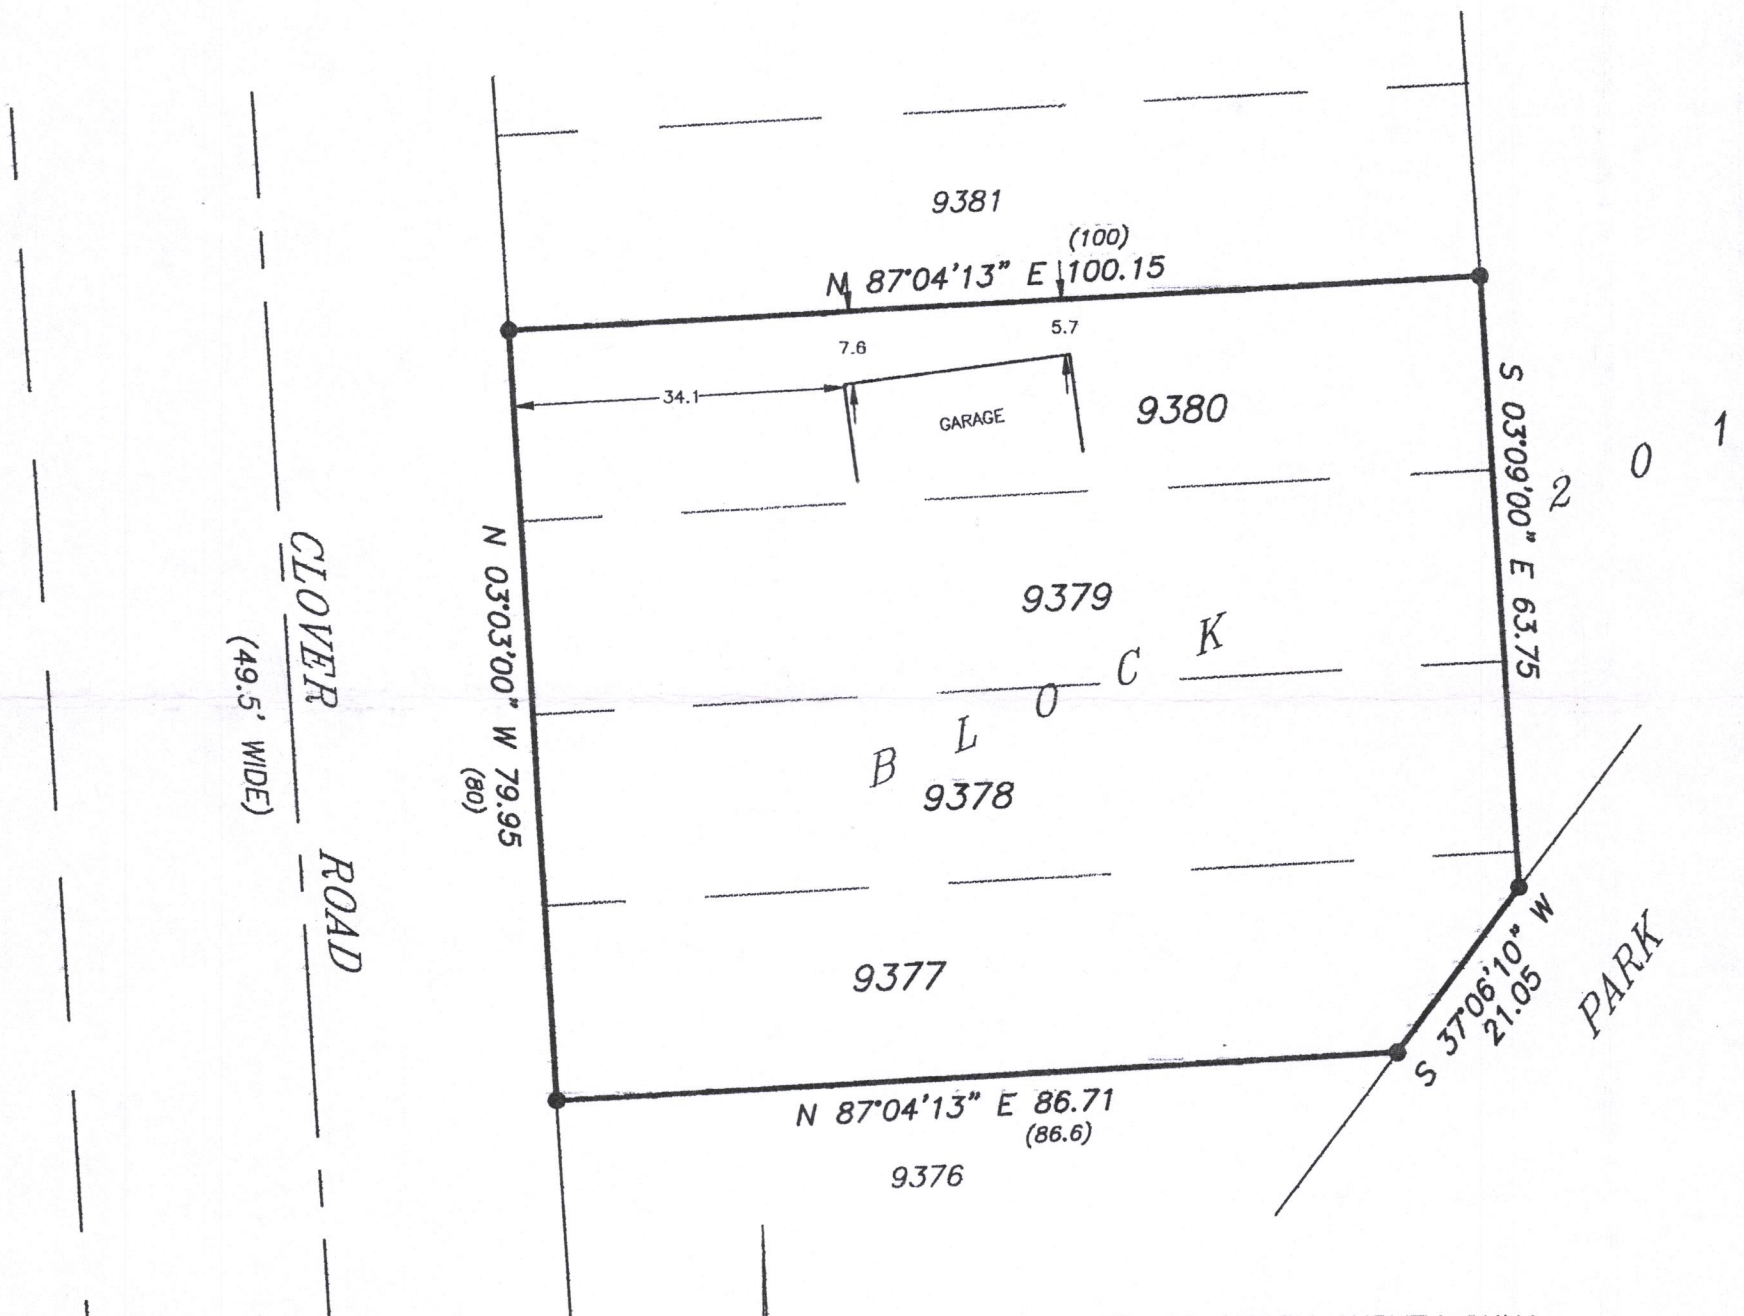 9381
(100)
N 87°04'13" E 100.15
5.7
7.6
34.1
GARAGE
9380
S 03°09'00" E 63.75
2 0 1
CLOVER ROAD
(49.5' WIDE)
N 03°03'00" W 79.95
(80)
9379
B L O C K
9378
9377
S 37°06'10" W
21.05
PARK
N 87°04'13" E 86.71
(86.6)
9376